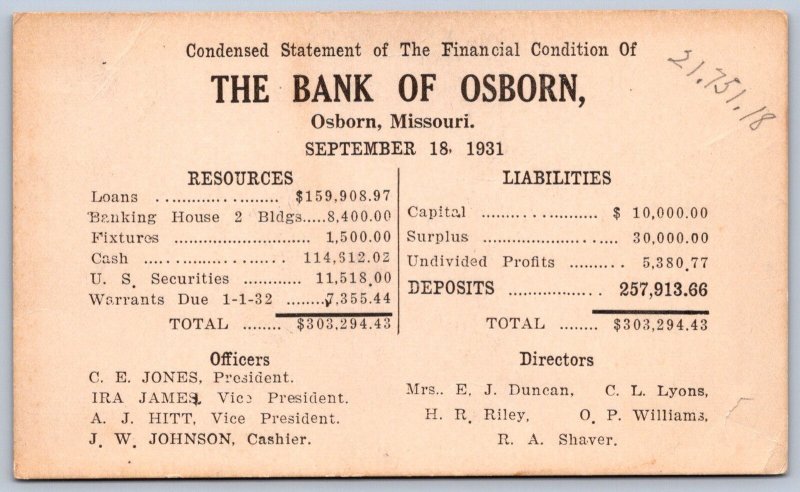 Condensed Statement of The Financial Condition Of
THE BANK OF OSBORN,
Osborn, Missouri.
SEPTEMBER 18, 1931
21.751.18
RESOURCES
Loans .. ............ ....... $159,908.97
Banking House 2 Bldgs.....8,400.00
Fixtures ............................ 1,500.00
Cash .....................,...... 114,612.02
U. S. Securities ............ 11,518.00
Warrants Due 1-1-32 ........7,355.44
TOTAL ........ $303,294.43
LIABILITIES
Capital ........................ $ 10,000.00
Surplus ............................ 30,000.00
Undivided Profits .......... . 5,380.77
DEPOSITS .................. . 257,913.66
TOTAL ........ $303,294.43
Officers
C. E. JONES, President.
IRA JAMES, Vice President.
A. J. HITT, Vice President.
J. W. JOHNSON, Cashier.
Directors
Mrs.. E. J. Duncan, C. L. Lyons,
H. R. Riley, O. P. Williams,
R. A. Shaver.